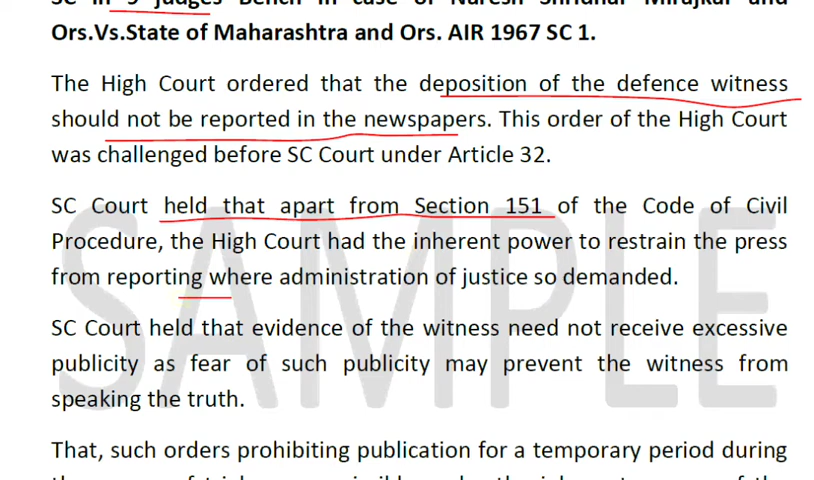 SC in 9 judges Bench in case of Naresh Shridhar Mirajkar and
Ors.Vs.State of Maharashtra and Ors. AIR 1967 SC 1.
The High Court ordered that the deposition of the defence witness
should not be reported in the newspapers. This order of the High Court
was challenged before SC Court under Article 32.
SC Court held that apart from Section 151 of the Code of Civil
Procedure, the High Court had the inherent power to restrain the press
from reporting where administration of justice so demanded.
SC Court held that evidence of the witness need not receive excessive
publicity as fear of such publicity may prevent the witness from
speaking the truth.
That, such orders prohibiting publication for a temporary period during
SAMPLE